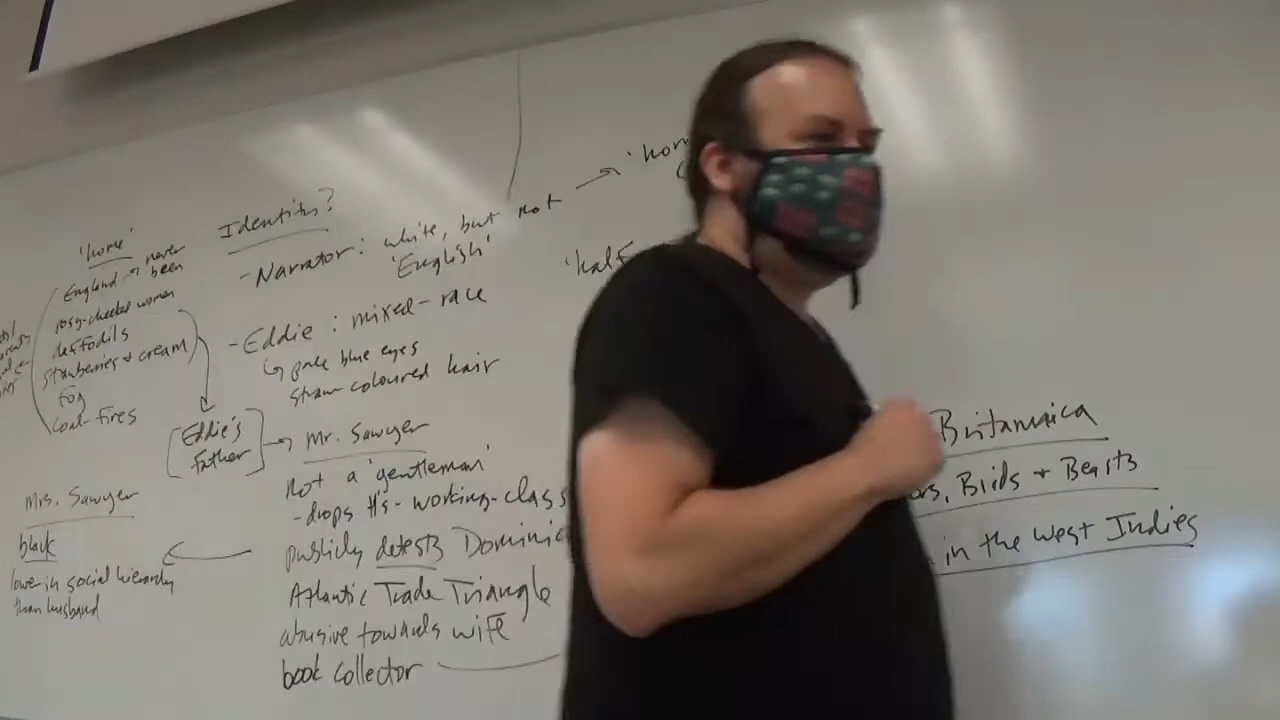 'home'
England → never
been
rosy-cheeked women
daffodils
strawberries + cream
fog
coal-fires
Identity?
- Narrator: white, but not
'English'
- Eddie: mixed-race
pale blue eyes
straw coloured hair
[Eddie's
Father]
Mr. Sawyer
not a 'gentleman'
- drops H's - working-class
publicly detests
Atlantic Trade Triangle
abusive towards wife
book collector
Mrs. Sawyer
black
lower in social hierarchy
than husband
Britannica
Birds + Beasts
in the West Indies